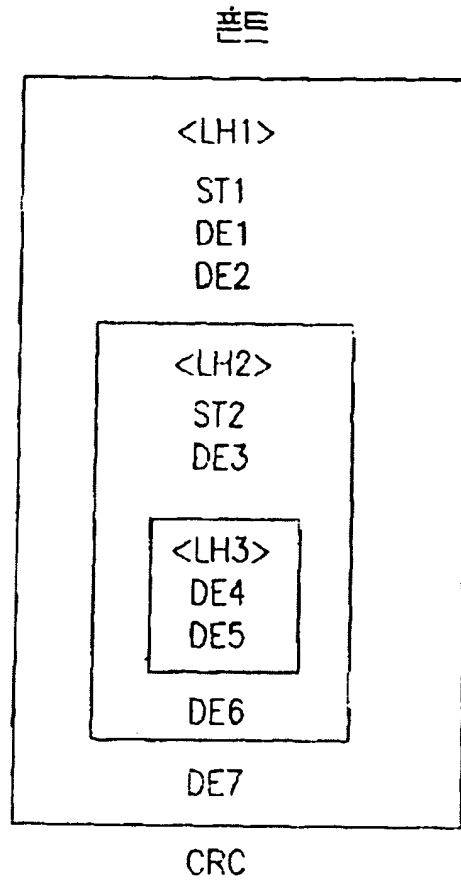 폰트
<LH1>
ST1
DE1
DE2
<LH2>
ST2
DE3
<LH3>
DE4
DE5
DE6
DE7
CRC